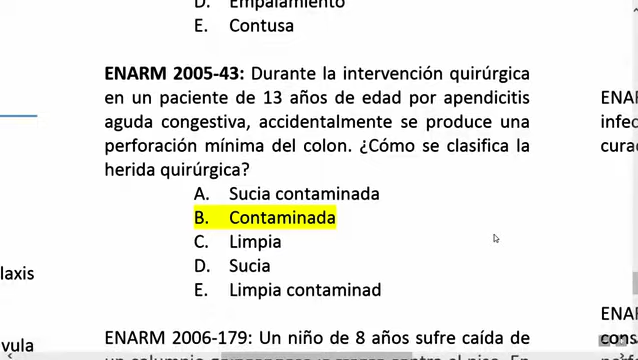 D. Empalamiento
E. Contusa
ENARM 2005-43: Durante la intervención quirúrgica
en un paciente de 13 años de edad por apendicitis
aguda congestiva, accidentalmente se produce una
perforación mínima del colon. ¿Cómo se clasifica la
herida quirúrgica?
A. Sucia contaminada
B. Contaminada
C. Limpia
D. Sucia
E. Limpia contaminad
ENARM 2006-179: Un niño de 8 años sufre caída de
laxis
vula
ENAR
infec
cura
ENAR
cons